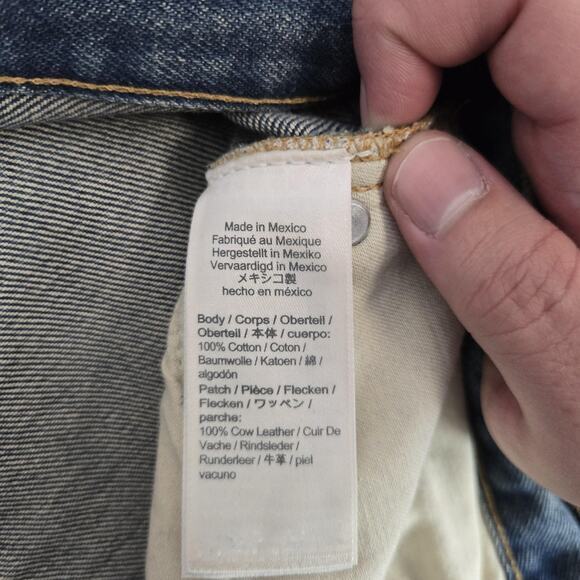 Made in Mexico
Fabriqué au Mexique
Hergestellt in Mexiko
Vervaardigd in Mexico
メキシコ製
hecho en méxico
Body / Corps / Oberteil /
Oberteil / 本体 / cuerpo:
100% Cotton / Coton /
Baumwolle / Katoen / 綿 /
algodón
Patch / Pièce / Flecken /
Flecken / ワッペン /
parche:
100% Cow Leather / Cuir De
Vache / Rindsleder /
Runderleer / 牛革 / piel
vacuno